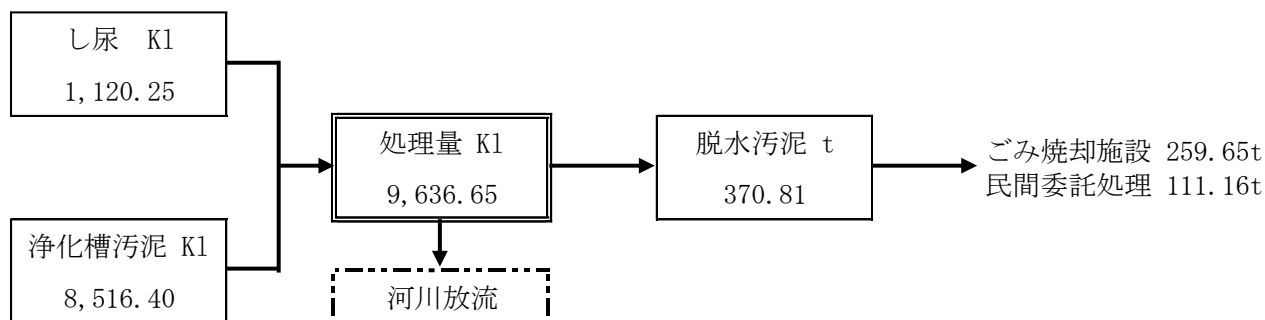 し尿　Kl
1,120.25
浄化槽汚泥 Kl
8,516.40
処理量 Kl
9,636.65
河川放流
脱水汚泥 t
370.81
ごみ焼却施設 259.65t
民間委託処理 111.16t